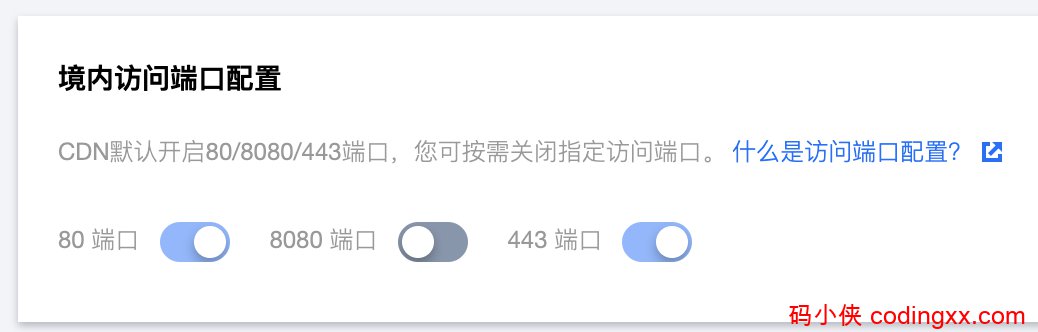 境内访问端口配置
CDN默认开启80/8080/443端口，您可按需关闭指定访问端口。 什么是访问端口配置？
80 端口 8080 端口 443 端口
码小侠 codingxx.com